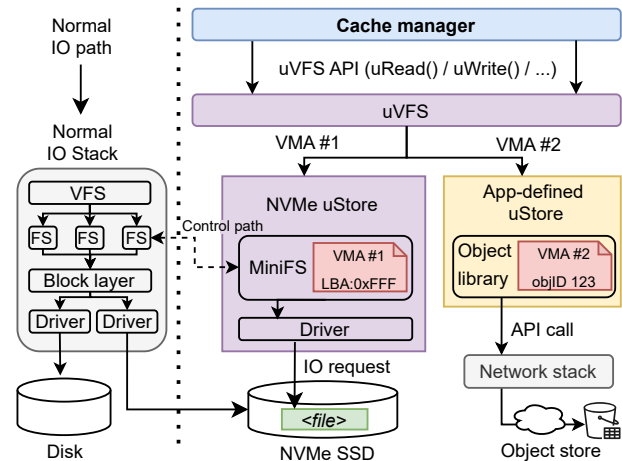 Normal
IO path
Normal
IO Stack
VFS
FS
FS
FS
Block layer
Driver
Driver
Disk
Cache manager
uVFS API (uRead() / uWrite() / ...)
uVFS
VMA #1
VMA #2
NVMe uStore
Control path
MiniFS
VMA #1
LBA:0xFFF
Driver
IO request
<file>
NVMe SSD
App-defined
uStore
Object
library
VMA #2
objID 123
API call
Network stack
Object store